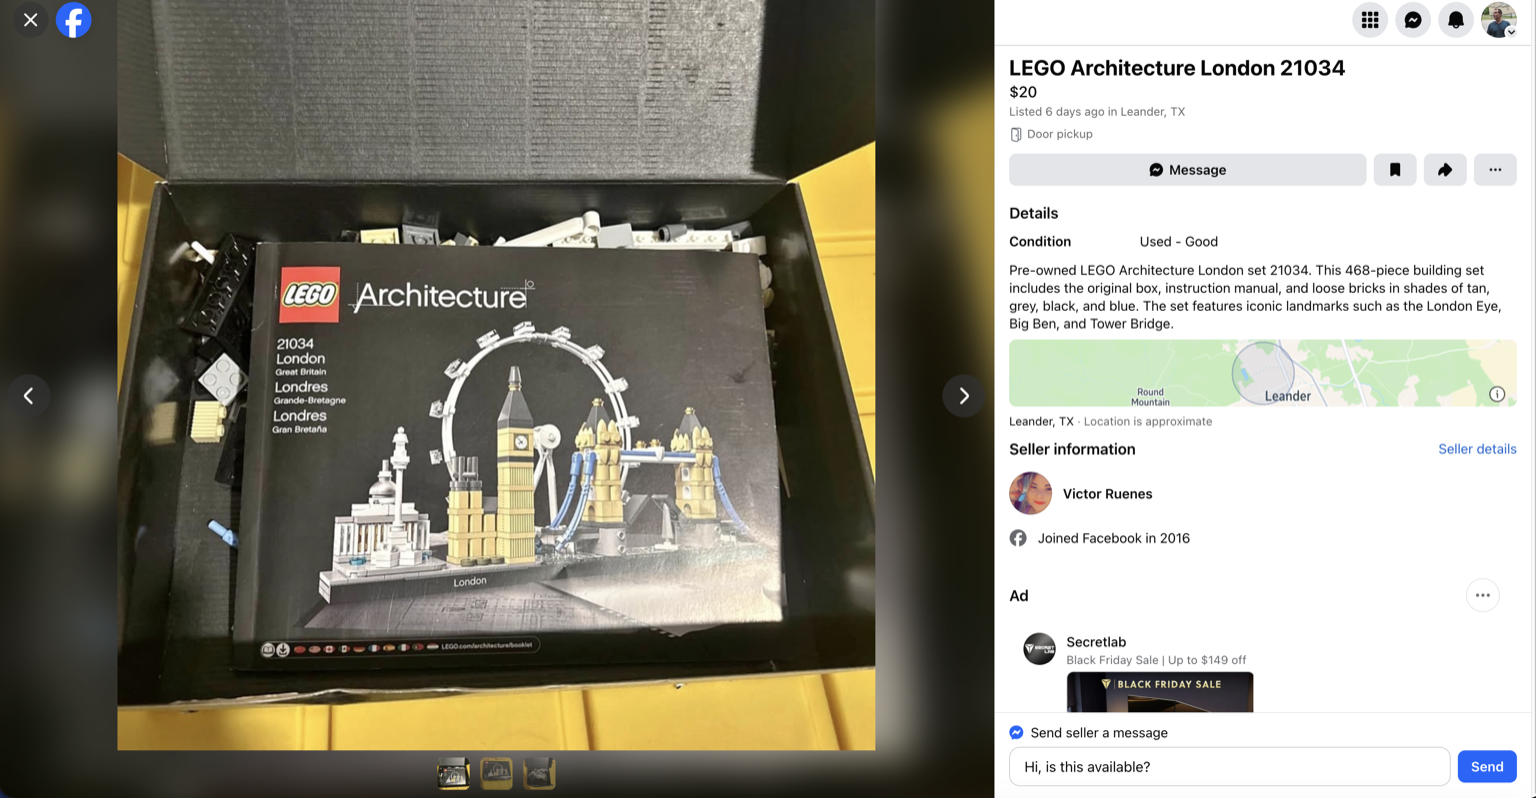 LEGO
Architecture
21034
London
Great Britain
Londres
Grande-Bretagne
Londres
Gran Bretaña
London
LEGO.com/architecture/booklet
LEGO Architecture London 21034
$20
Listed 6 days ago in Leander, TX
Door pickup
Message
Details
Condition Used - Good
Pre-owned LEGO Architecture London set 21034. This 468-piece building set
includes the original box, instruction manual, and loose bricks in shades of tan,
grey, black, and blue. The set features iconic landmarks such as the London Eye,
Big Ben, and Tower Bridge.
Round
Mountain
Leander
Leander, TX · Location is approximate
Seller information
Seller details
Victor Ruenes
Joined Facebook in 2016
Ad
Secretlab
Black Friday Sale | Up to $149 off
SECRET
LAB
BLACK FRIDAY SALE
Send seller a message
Hi, is this available?
Send